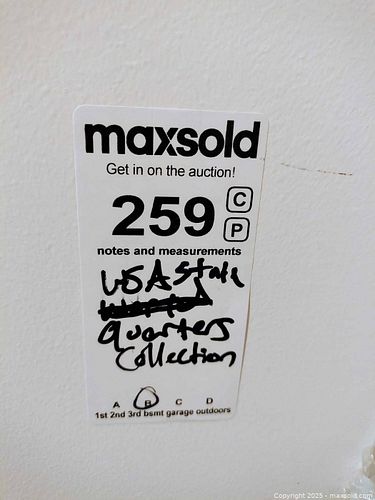 maxsold
Get in on the auction!
259 C
P
notes and measurements
USA State
quarters
Collection
A B C D
1st 2nd 3rd bsmt garage outdoors
Copyright 2025 - maxsold.com